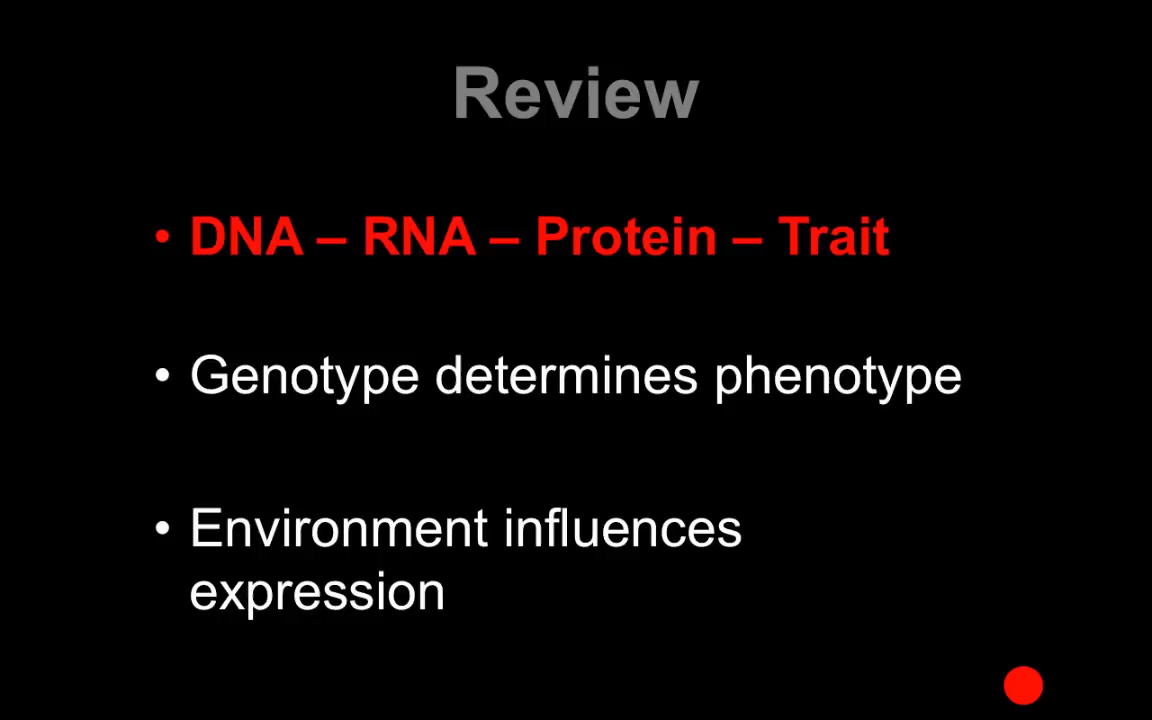 Review
• DNA – RNA – Protein – Trait
• Genotype determines phenotype
• Environment influences
expression